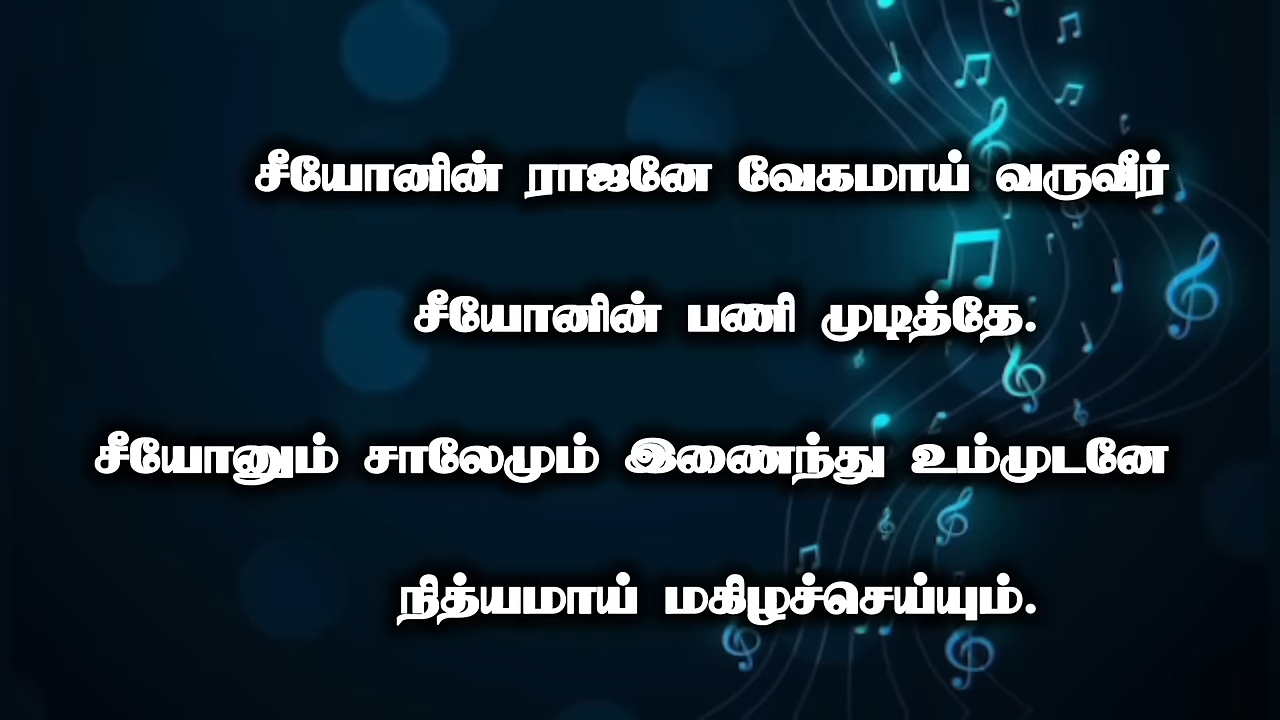 சீயோனின் ராஜனே வேகமாய் வருவீர்
சீயோனின் பணி முடித்தே.
சீயோனும் சாலேமும் இணைந்து உம்முடனே
நித்யமாய் மகிழச்செய்யும்.